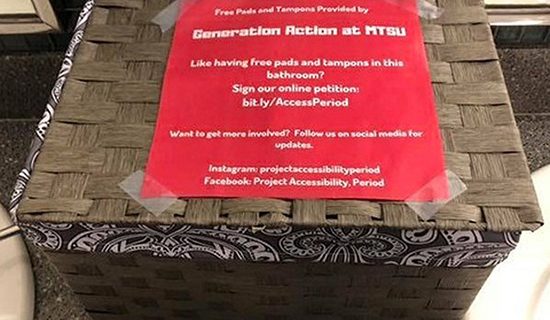 Free Pads and Tampons Provided by
Generation Action at MTSU
Like having free pads and tampons in this
bathroom?
Sign our online petition:
bit.ly/AccessPeriod
Want to get more involved? Follow us on social media for
updates.
Instagram: projectaccessibilityperiod
Facebook: Project Accessibility, Period